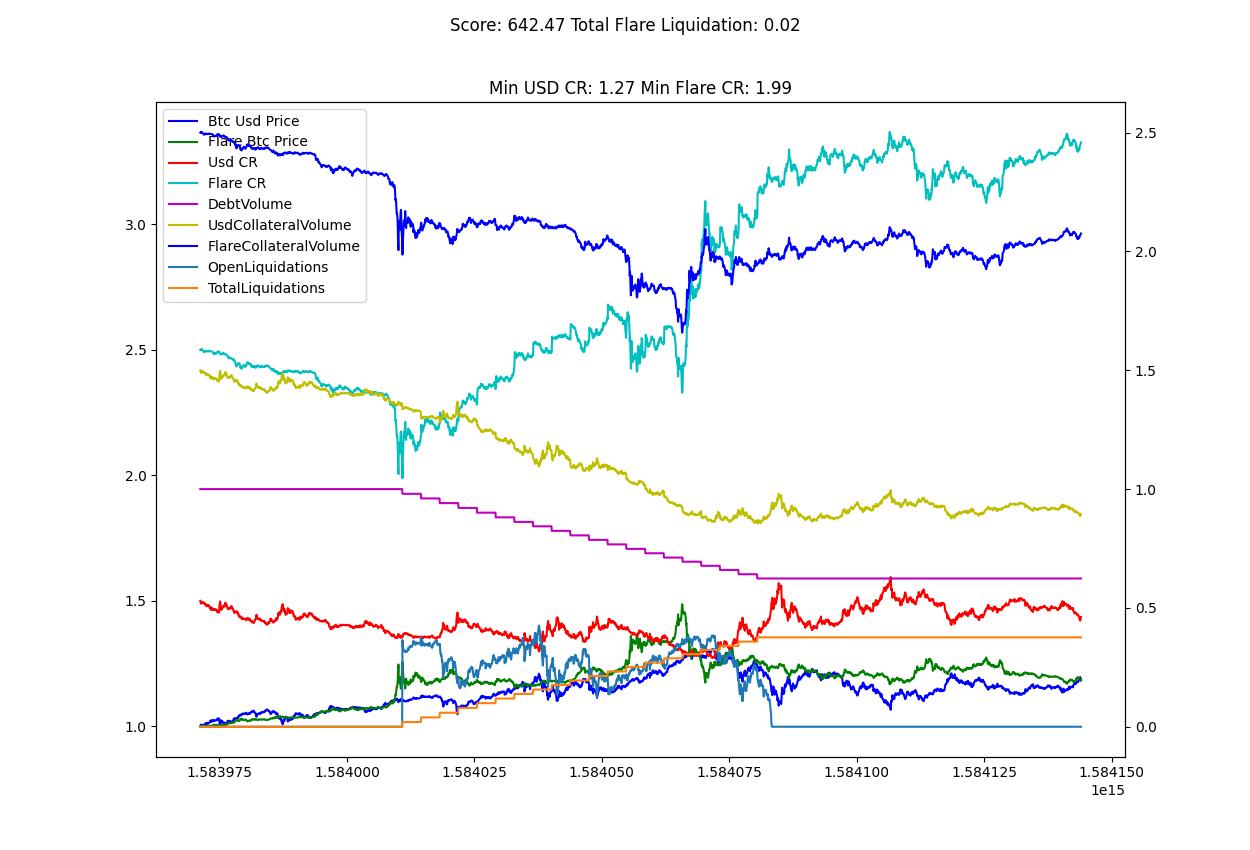 Score: 642.47 Total Flare Liquidation: 0.02
Min USD CR: 1.27 Min Flare CR: 1.99
Btc Usd Price
Flare Btc Price
Usd CR
Flare CR
DebtVolume
UsdCollateralVolume
FlareCollateralVolume
OpenLiquidations
TotalLiquidations
3.0
2.5
2.0
1.5
1.0
2.5
2.0
1.5
1.0
0.5
0.0
1.583975
1.584000
1.584025
1.584050
1.584075
1.584100
1.584125
1.584150
1e15